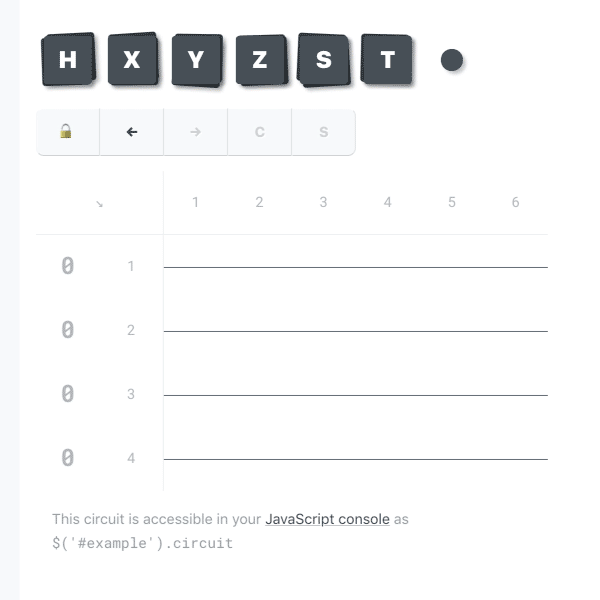 H X Y Z S T
← → C S
↘ 1 2 3 4 5 6
0 1
0 2
0 3
0 4
This circuit is accessible in your JavaScript console as
$('#example').circuit